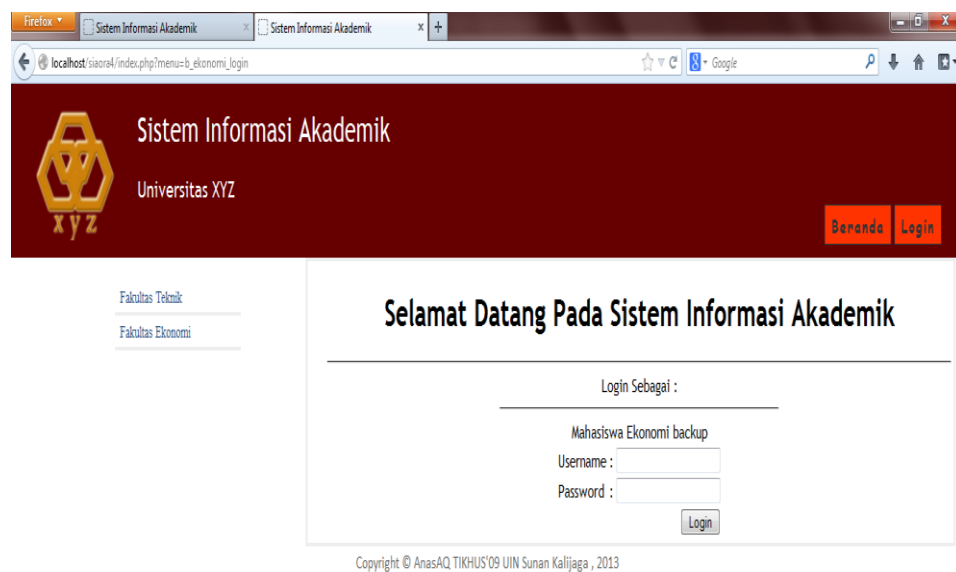 Firefox
Sistem Informasi Akademik x
Sistem Informasi Akademik x +
localhost/siaora4/index.php?menu=b_ekonomi_login
Google
Sistem Informasi Akademik
Universitas XYZ
x y z
Beranda Login
Fakultas Teknik
Fakultas Ekonomi
Selamat Datang Pada Sistem Informasi Akademik
Login Sebagai :
Mahasiswa Ekonomi backup
Username :
Password :
Login
Copyright © AnasAQ TIKHUS'09 UIN Sunan Kalijaga , 2013